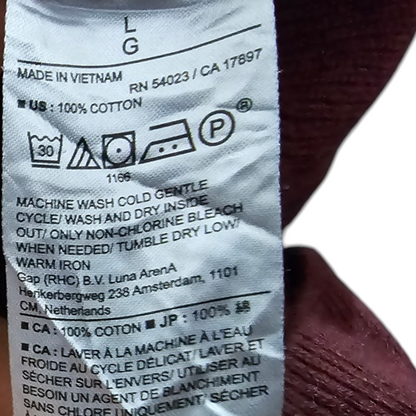 L
G
MADE IN VIETNAM RN 54023 / CA 17897
■ US : 100% COTTON
30 P ®
1166
MACHINE WASH COLD GENTLE
CYCLE/ WASH AND DRY INSIDE
OUT/ ONLY NON-CHLORINE BLEACH
WHEN NEEDED/ TUMBLE DRY LOW/
WARM IRON
Gap (RHC) B.V. Luna ArenA
Herikerbergweg 238 Amsterdam, 1101
CM, Netherlands
■ CA : 100% COTON ■ JP : 100% 綿
■ CA : LAVER À LA MACHINE À L'EAU
FROIDE AU CYCLE DÉLICAT/ LAVER ET
SÉCHER SUR L'ENVERS/ UTILISER AU
BESOIN UN AGENT DE BLANCHIMENT
SANS CHLORE UNIQUEMENT/ SÉCHER